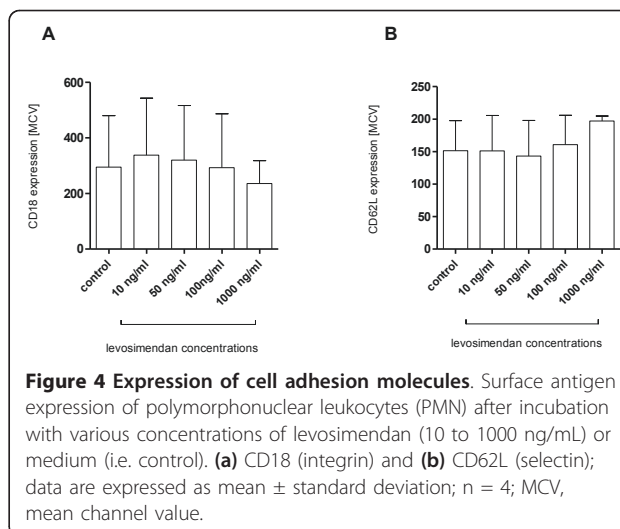 A
B
600
400
200
0
CD18 expression [MCV]
control
10 ng/ml
50 ng/ml
100ng/ml
1000 ng/ml
levosimendan concentrations
250
200
150
100
50
0
CD62L expression [MCV]
control
10 ng/ml
50 ng/ml
100 ng/ml
1000 ng/ml
levosimendan concentrations
Figure 4 Expression of cell adhesion molecules. Surface antigen
expression of polymorphonuclear leukocytes (PMN) after incubation
with various concentrations of levosimendan (10 to 1000 ng/mL) or
medium (i.e. control). (a) CD18 (integrin) and (b) CD62L (selectin);
data are expressed as mean ± standard deviation; n = 4; MCV,
mean channel value.